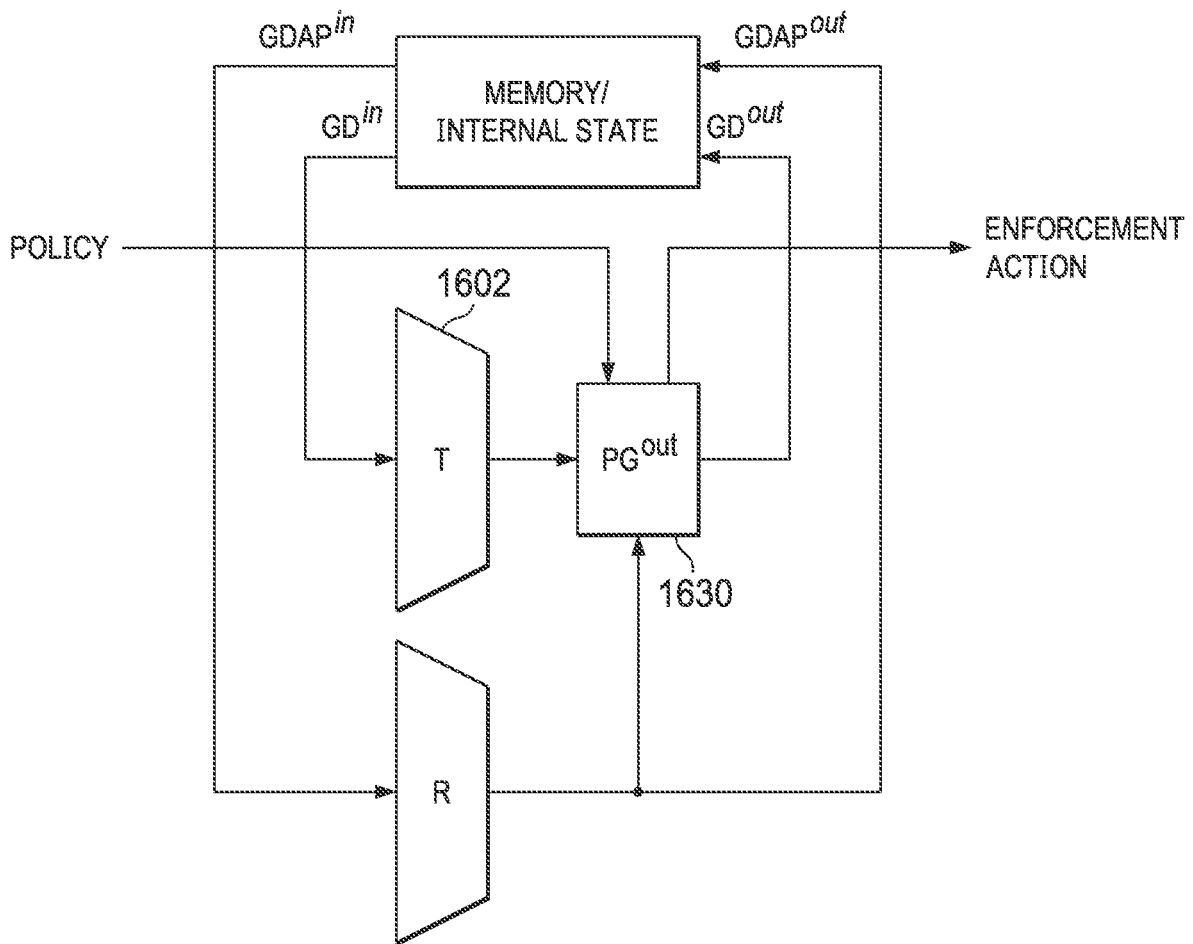 GDAP^in
GDAP^out
MEMORY/
INTERNAL STATE
GD^in
GD^out
POLICY
ENFORCEMENT
ACTION
1602
T
PG^out
1630
R